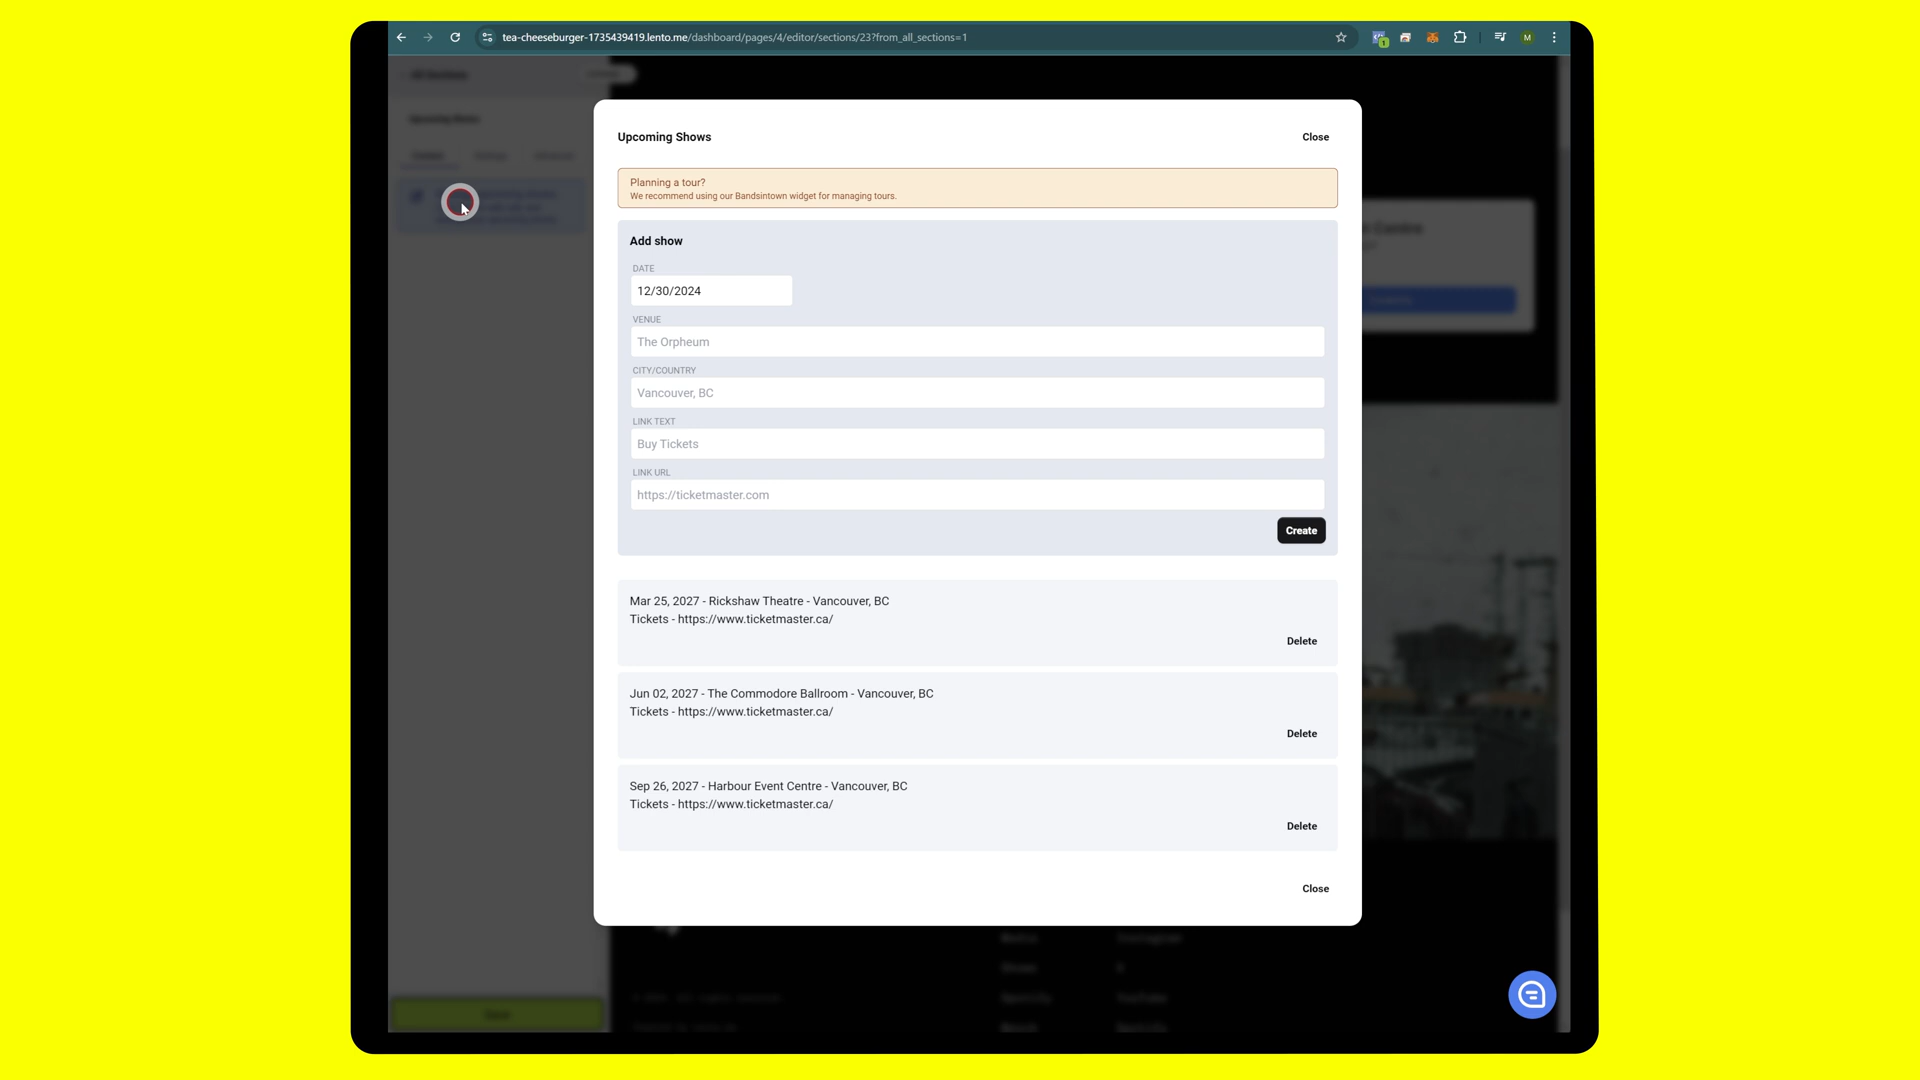 tea-cheeseburger-1735439419.lento.me/dashboard/pages/4/editor/sections/23?from_all_sections=1
M
All Sections
Upcoming Shows
Upcoming Shows
Close
Planning a tour?
We recommend using our Bandsintown widget for managing tours.
Add show
DATE
12/30/2024
VENUE
The Orpheum
CITY/COUNTRY
Vancouver, BC
LINK TEXT
Buy Tickets
LINK URL
https://ticketmaster.com
Create
Mar 25, 2027 - Rickshaw Theatre - Vancouver, BC
Tickets - https://www.ticketmaster.ca/
Delete
Jun 02, 2027 - The Commodore Ballroom - Vancouver, BC
Tickets - https://www.ticketmaster.ca/
Delete
Sep 26, 2027 - Harbour Event Centre - Vancouver, BC
Tickets - https://www.ticketmaster.ca/
Delete
Close